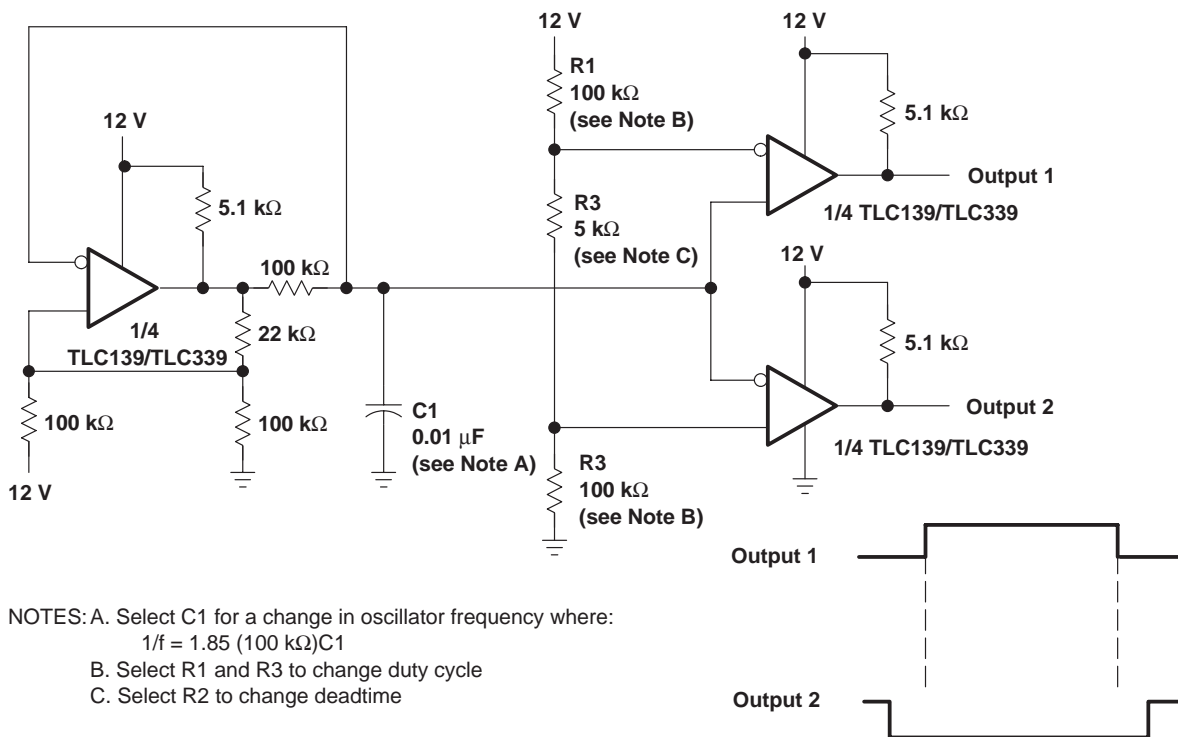 12 V
5.1 kΩ
100 kΩ
1/4
TLC139/TLC339
22 kΩ
100 kΩ
12 V
100 kΩ
C1
0.01 μF
(see Note A)
12 V
R1
100 kΩ
(see Note B)
R3
5 kΩ
(see Note C)
R3
100 kΩ
(see Note B)
12 V
5.1 kΩ
Output 1
1/4 TLC139/TLC339
12 V
5.1 kΩ
Output 2
1/4 TLC139/TLC339
Output 1
Output 2
NOTES: A. Select C1 for a change in oscillator frequency where:
1/f = 1.85 (100 kΩ)C1
B. Select R1 and R3 to change duty cycle
C. Select R2 to change deadtime